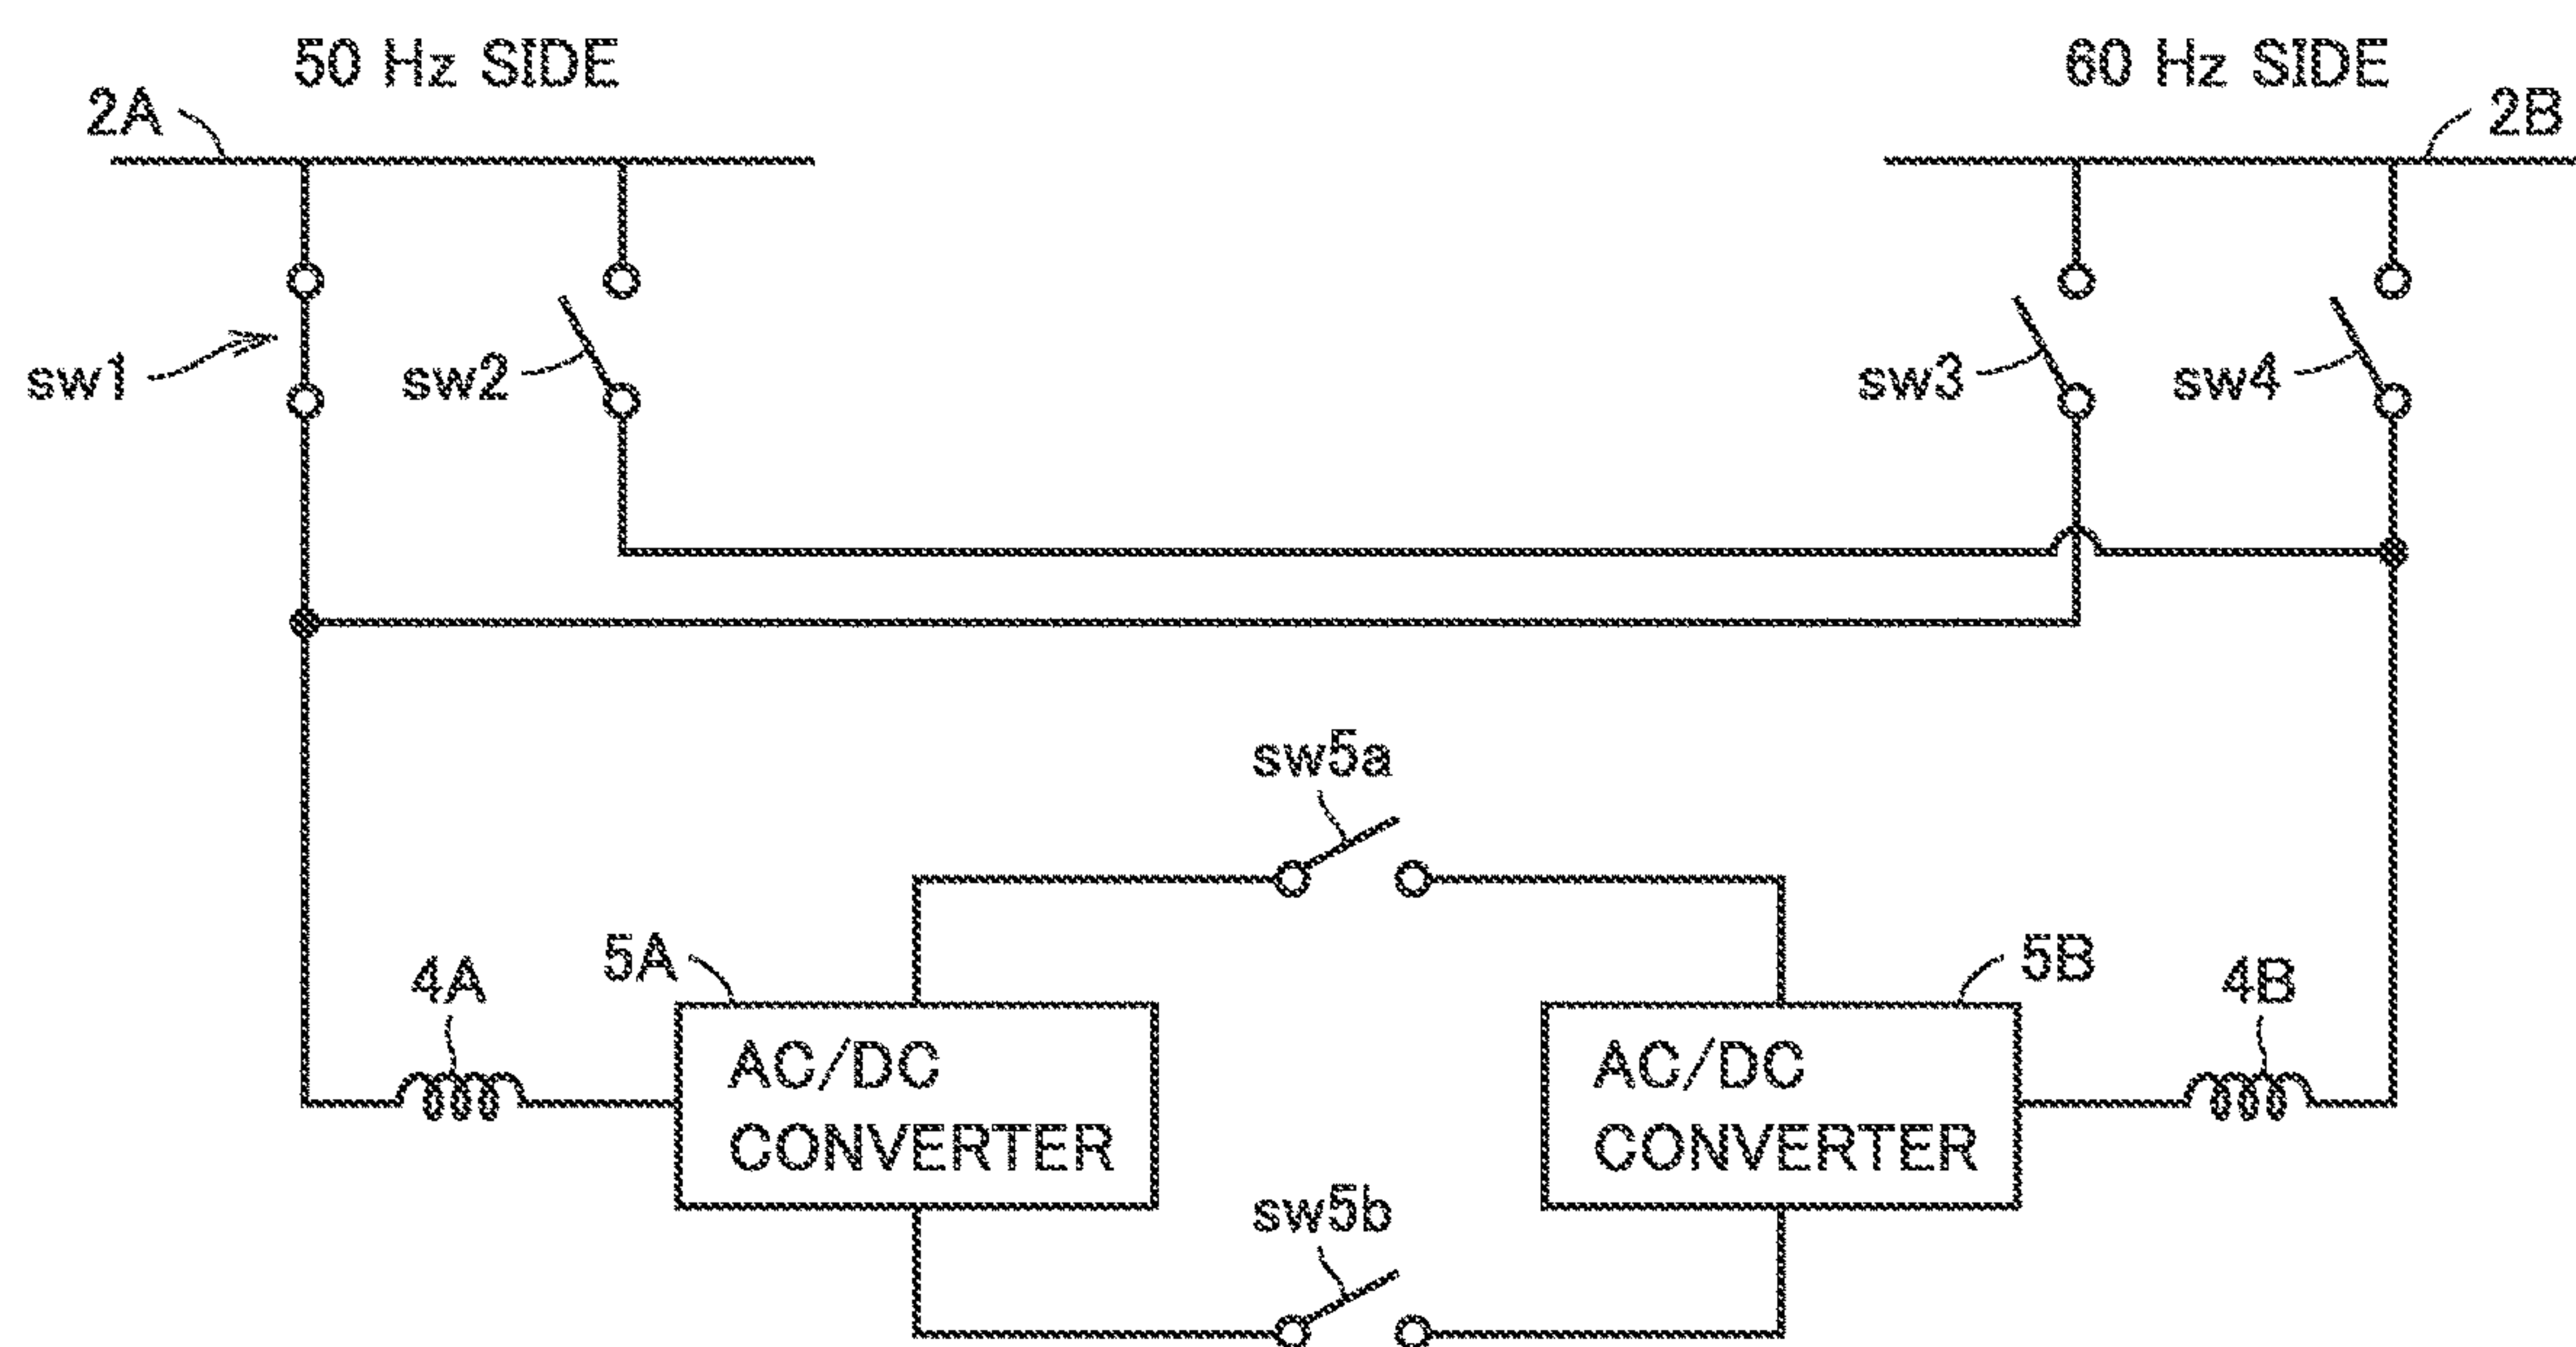 50 Hz SIDE
60 Hz SIDE
2A
2B
sw1
sw2
sw3
sw4
sw5a
4A
5A
5B
4B
AC/DC
CONVERTER
AC/DC
CONVERTER
sw5b